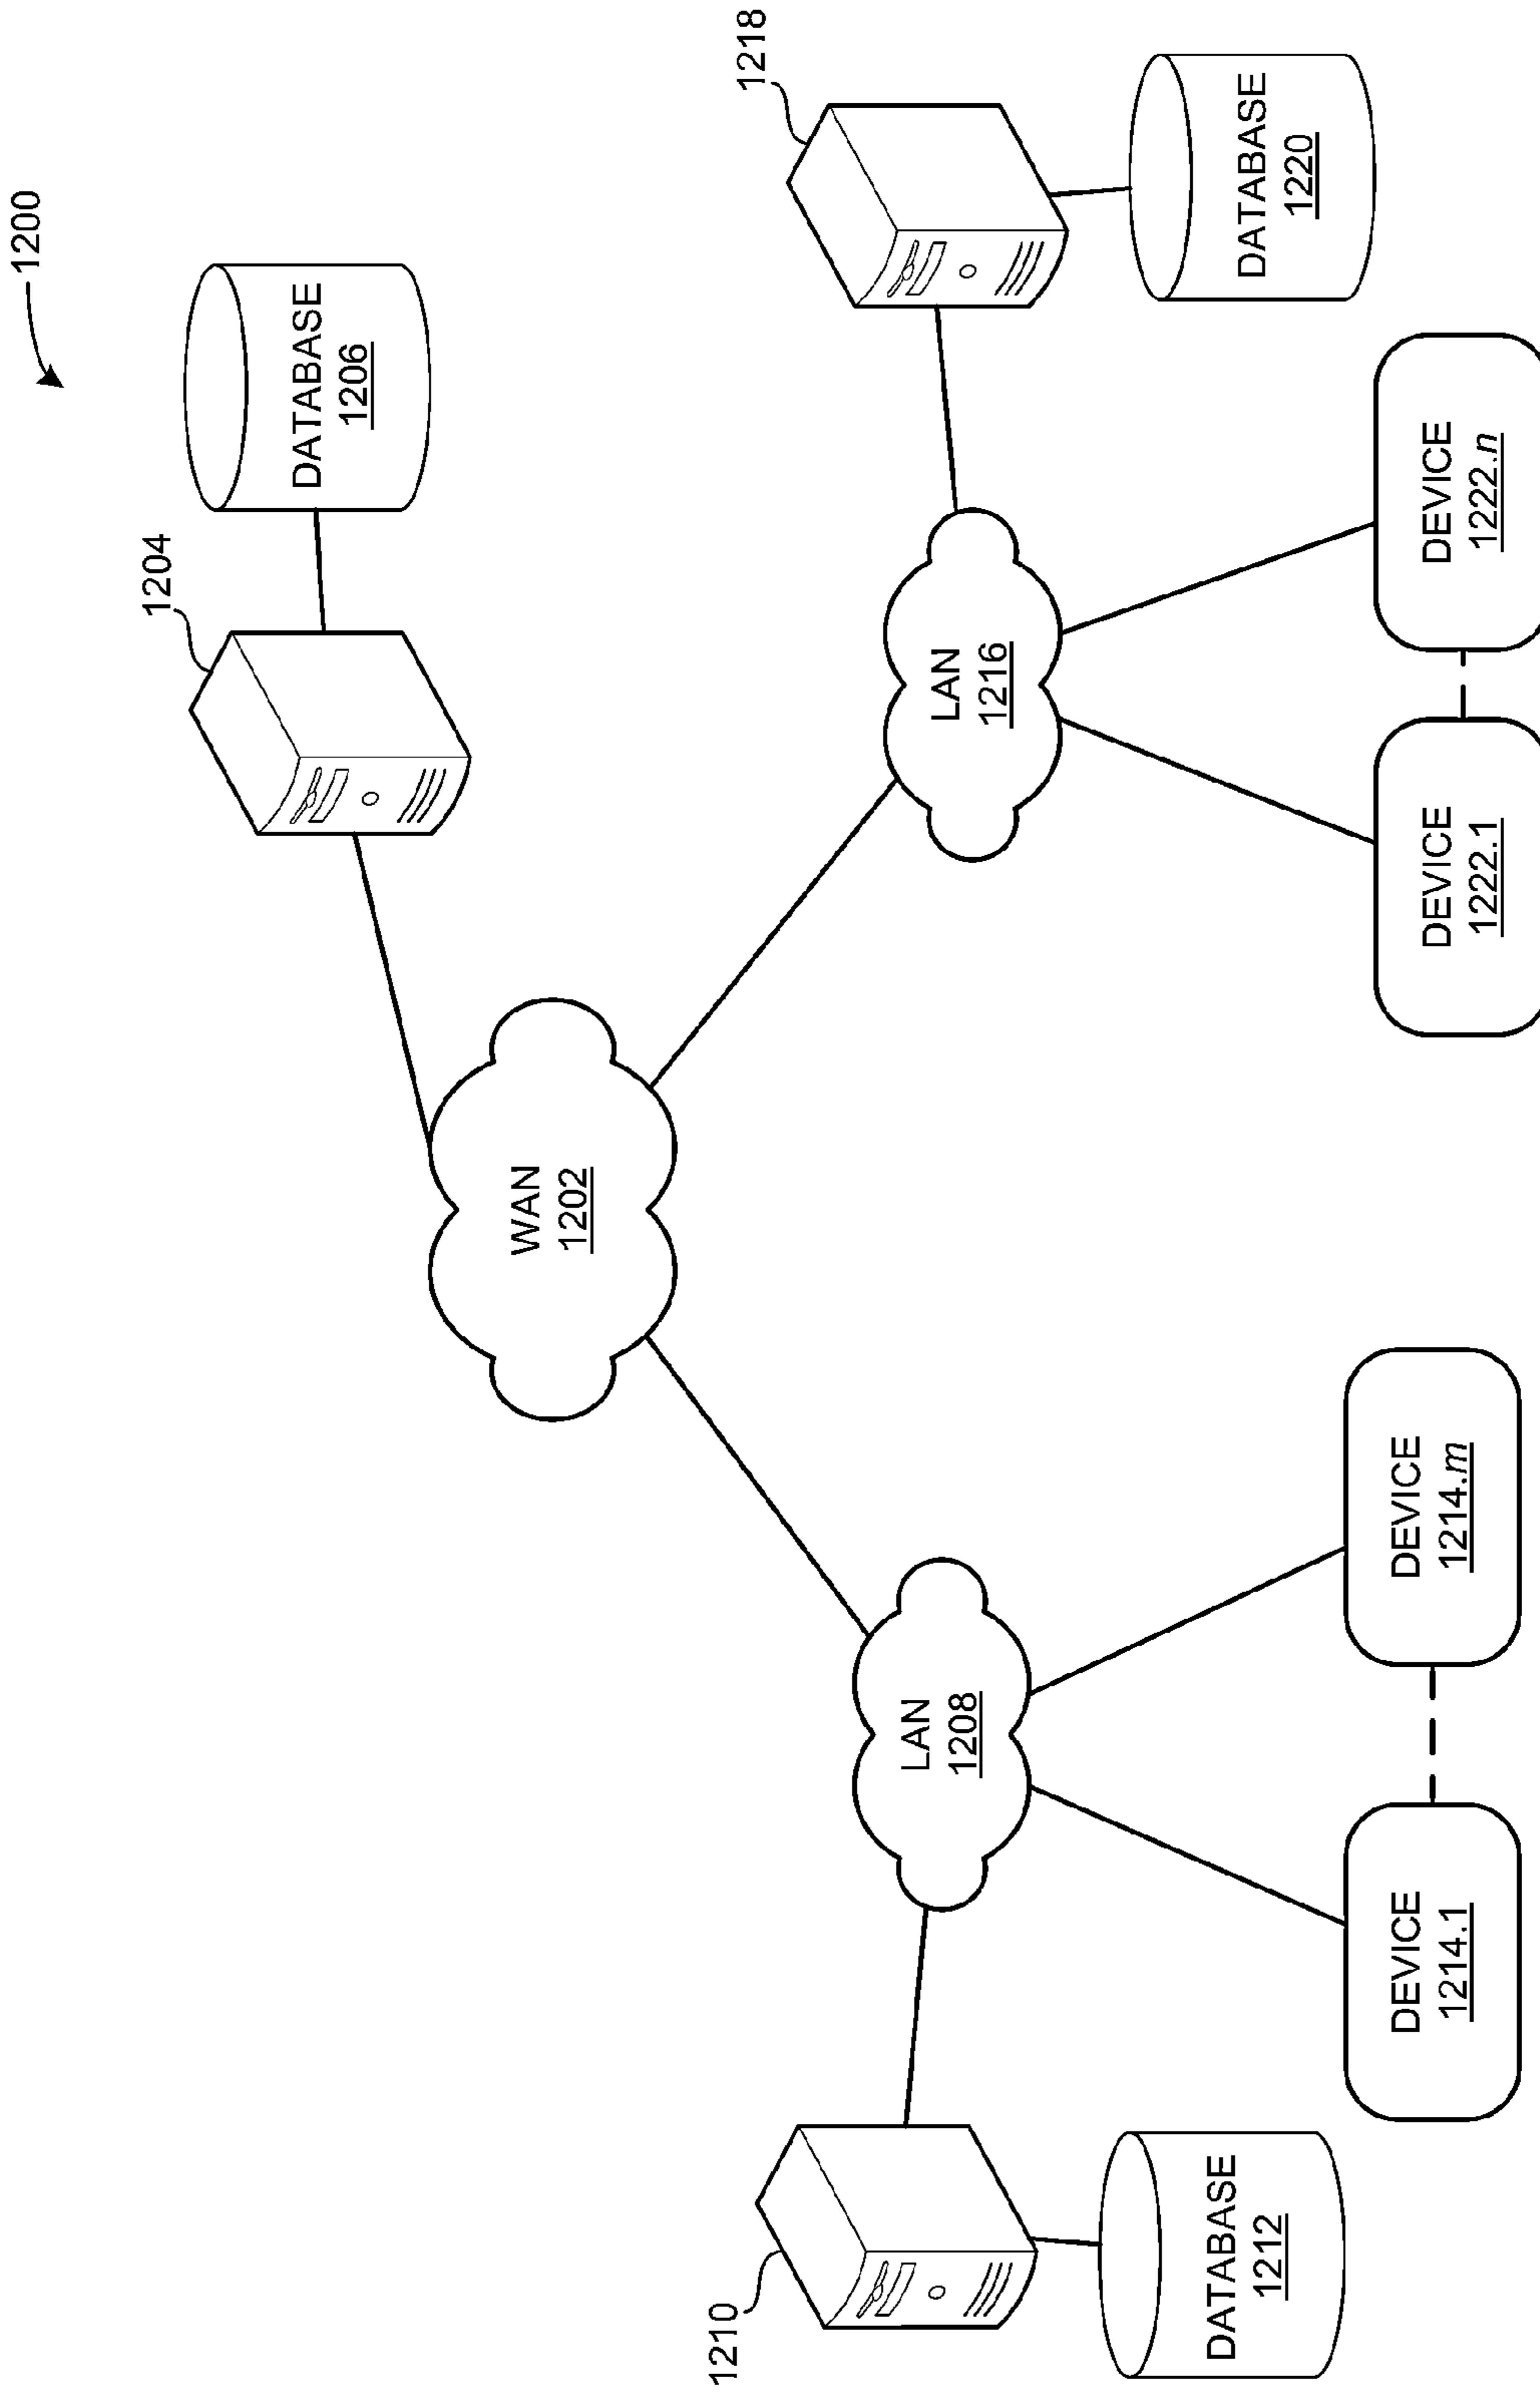 1200
1204
DATABASE
1206
WAN
1202
1218
DATABASE
1220
LAN
1216
DEVICE
1222.1
DEVICE
1222.n
LAN
1208
1210
DATABASE
1212
DEVICE
1214.1
DEVICE
1214.m